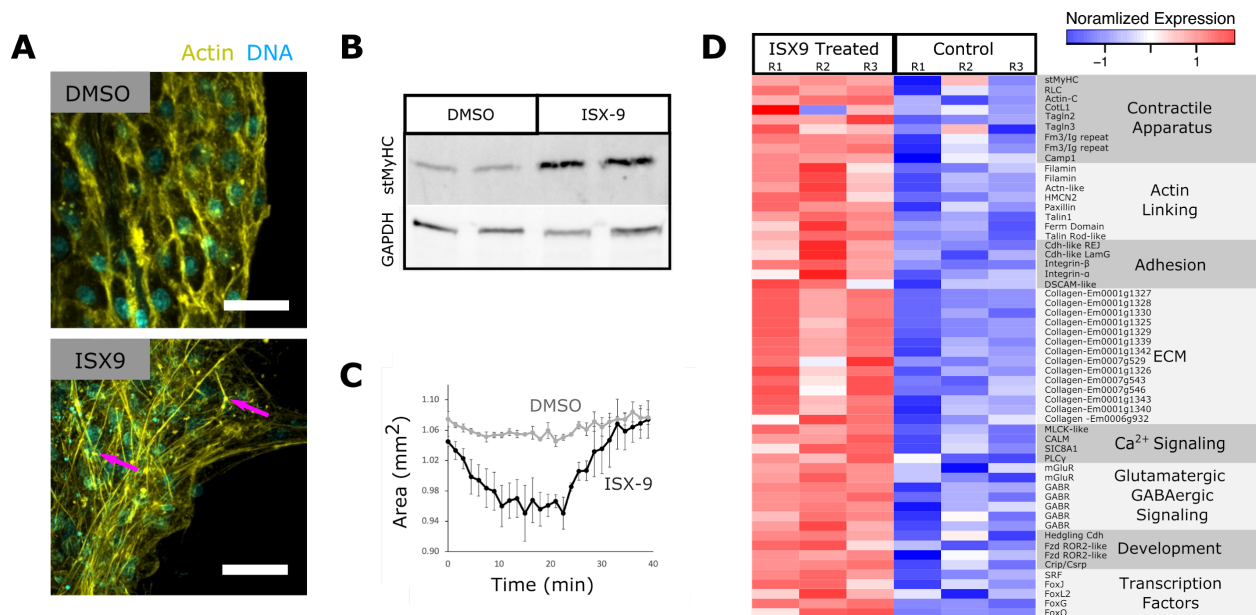 A
Actin DNA
DMSO
ISX9
B
DMSO ISX-9
stMyHC
GAPDH
C
Area (mm²)
1.10
1.06
1.02
0.98
0.94
0.90
DMSO
ISX-9
0 10 20 30 40
Time (min)
D
Noramlized Expression
−1 0 1
ISX9 Treated Control
R1 R2 R3 R1 R2 R3
stMyHC
RLC
Actin-C
CotL1
Tagln2
Tagln3
Fm3/Ig repeat
Fm3/Ig repeat
Camp1
Contractile
Apparatus
Filamin
Filamin
Actn-like
HMCN2
Paxillin
Talin1
Ferm Domain
Talin Rod-like
Actin
Linking
Cdh-like REJ
Cdh-like LamG
Integrin-β
Integrin-α
DSCAM-like
Adhesion
Collagen-Em0001g1327
Collagen-Em0001g1328
Collagen-Em0001g1330
Collagen-Em0001g1325
Collagen-Em0001g1329
Collagen-Em0001g1339
Collagen-Em0001g1342
Collagen-Em0007g529
Collagen-Em0001g1326
Collagen-Em0007g543
Collagen-Em0007g546
Collagen-Em0001g1343
Collagen-Em0001g1340
Collagen-Em0006g932
ECM
MLCK-like
CALM
SlC8A1
PLCγ
Ca²⁺ Signaling
mGluR
mGluR
GABR
GABR
GABR
GABR
GABR
Glutamatergic
GABAergic
Signaling
Hedgling Cdh
Fzd ROR2-like
Fzd ROR2-like
Crip/Csrp
Development
SRF
FoxJ
FoxL2
FoxG
FoxO
Transcription
Factors